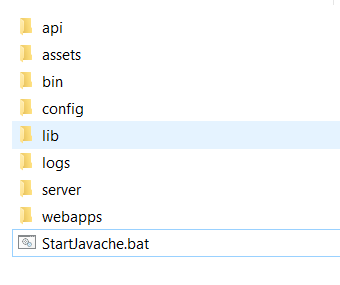 api
assets
bin
config
lib
logs
server
webapps
StartJavache.bat